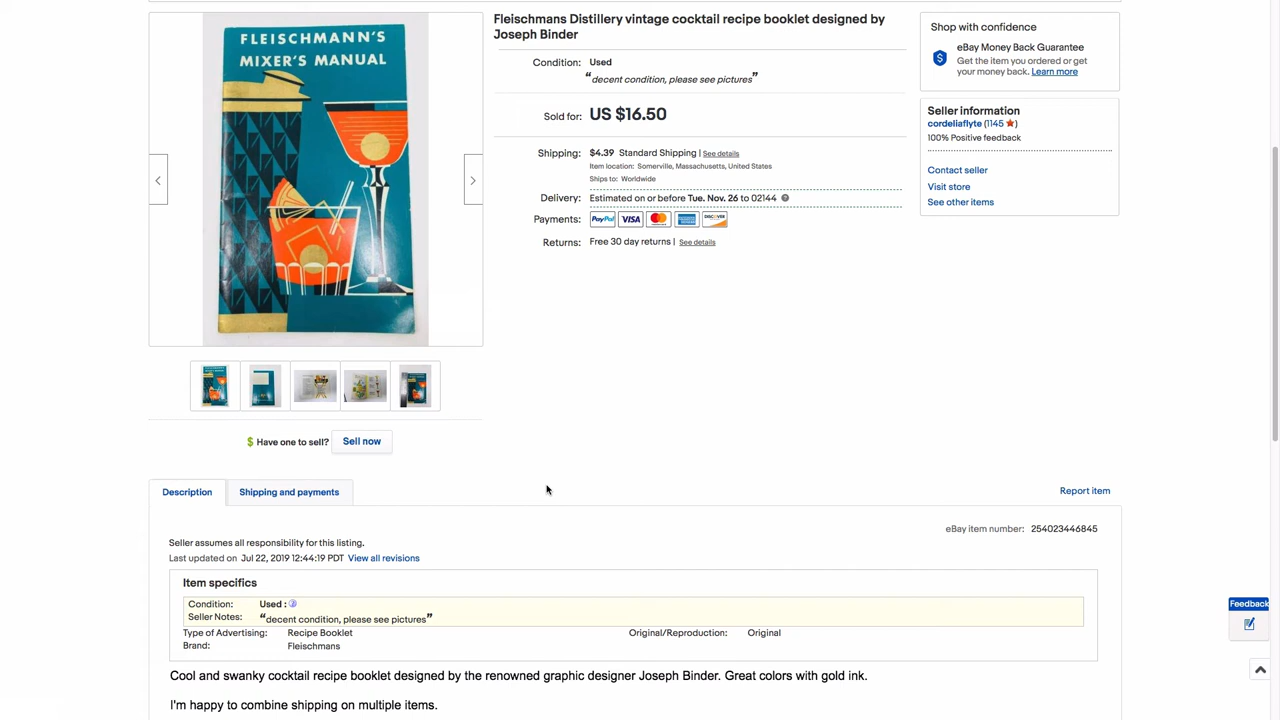 FLEISCHMANN'S
MIXER'S MANUAL
Fleischmans Distillery vintage cocktail recipe booklet designed by
Joseph Binder
Condition: Used
“decent condition, please see pictures”
Sold for: US $16.50
Shipping: $4.39 Standard Shipping | See details
Item location: Somerville, Massachusetts, United States
Ships to: Worldwide
Delivery: Estimated on or before Tue. Nov. 26 to 02144
Payments: PayPal VISA MasterCard AMERICAN EXPRESS DISCOVER
Returns: Free 30 day returns | See details
Shop with confidence
eBay Money Back Guarantee
Get the item you ordered or get
your money back. Learn more
Seller information
cordeliaflyte (1145 ★)
100% Positive feedback
Contact seller
Visit store
See other items
$ Have one to sell? Sell now
Description
Shipping and payments
Report item
eBay item number: 254023446845
Seller assumes all responsibility for this listing.
Last updated on Jul 22, 2019 12:44:19 PDT View all revisions
Item specifics
Condition: Used :
Seller Notes: “decent condition, please see pictures”
Type of Advertising: Recipe Booklet Original/Reproduction: Original
Brand: Fleischmans
Cool and swanky cocktail recipe booklet designed by the renowned graphic designer Joseph Binder. Great colors with gold ink.
I'm happy to combine shipping on multiple items.
Feedback